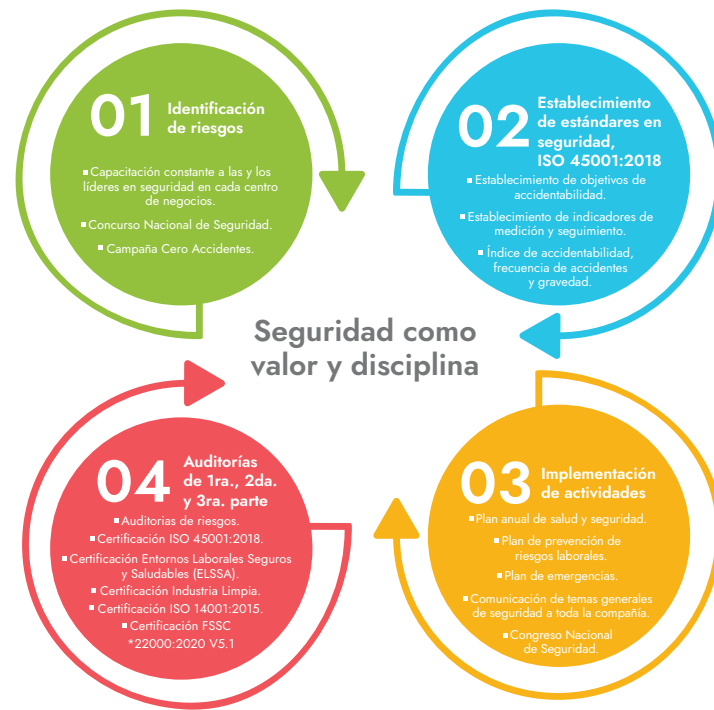 01
Identificación
de riesgos
▪Capacitación constante a las y los
líderes en seguridad en cada centro
de negocios.
▪Concurso Nacional de Seguridad.
▪Campaña Cero Accidentes.
02
Establecimiento
de estándares en
seguridad,
ISO 45001:2018
▪Establecimiento de objetivos de
accidentabilidad.
▪Establecimiento de indicadores de
medición y seguimiento.
▪Índice de accidentabilidad,
frecuencia de accidentes
y gravedad.
Seguridad como
valor y disciplina
03
Implementación
de actividades
▪Plan anual de salud y seguridad.
▪Plan de prevención de
riesgos laborales.
▪Plan de emergencias.
▪Comunicación de temas generales
de seguridad a toda la compañía.
▪Congreso Nacional
de Seguridad.
04
Auditorías
de 1ra., 2da.
y 3ra. parte
▪Auditorias de riesgos.
▪Certificación ISO 45001:2018.
▪Certificación Entornos Laborales Seguros
y Saludables (ELSSA).
▪Certificación Industria Limpia.
▪Certificación ISO 14001:2015.
▪Certificación FSSC
*22000:2020 V5.1